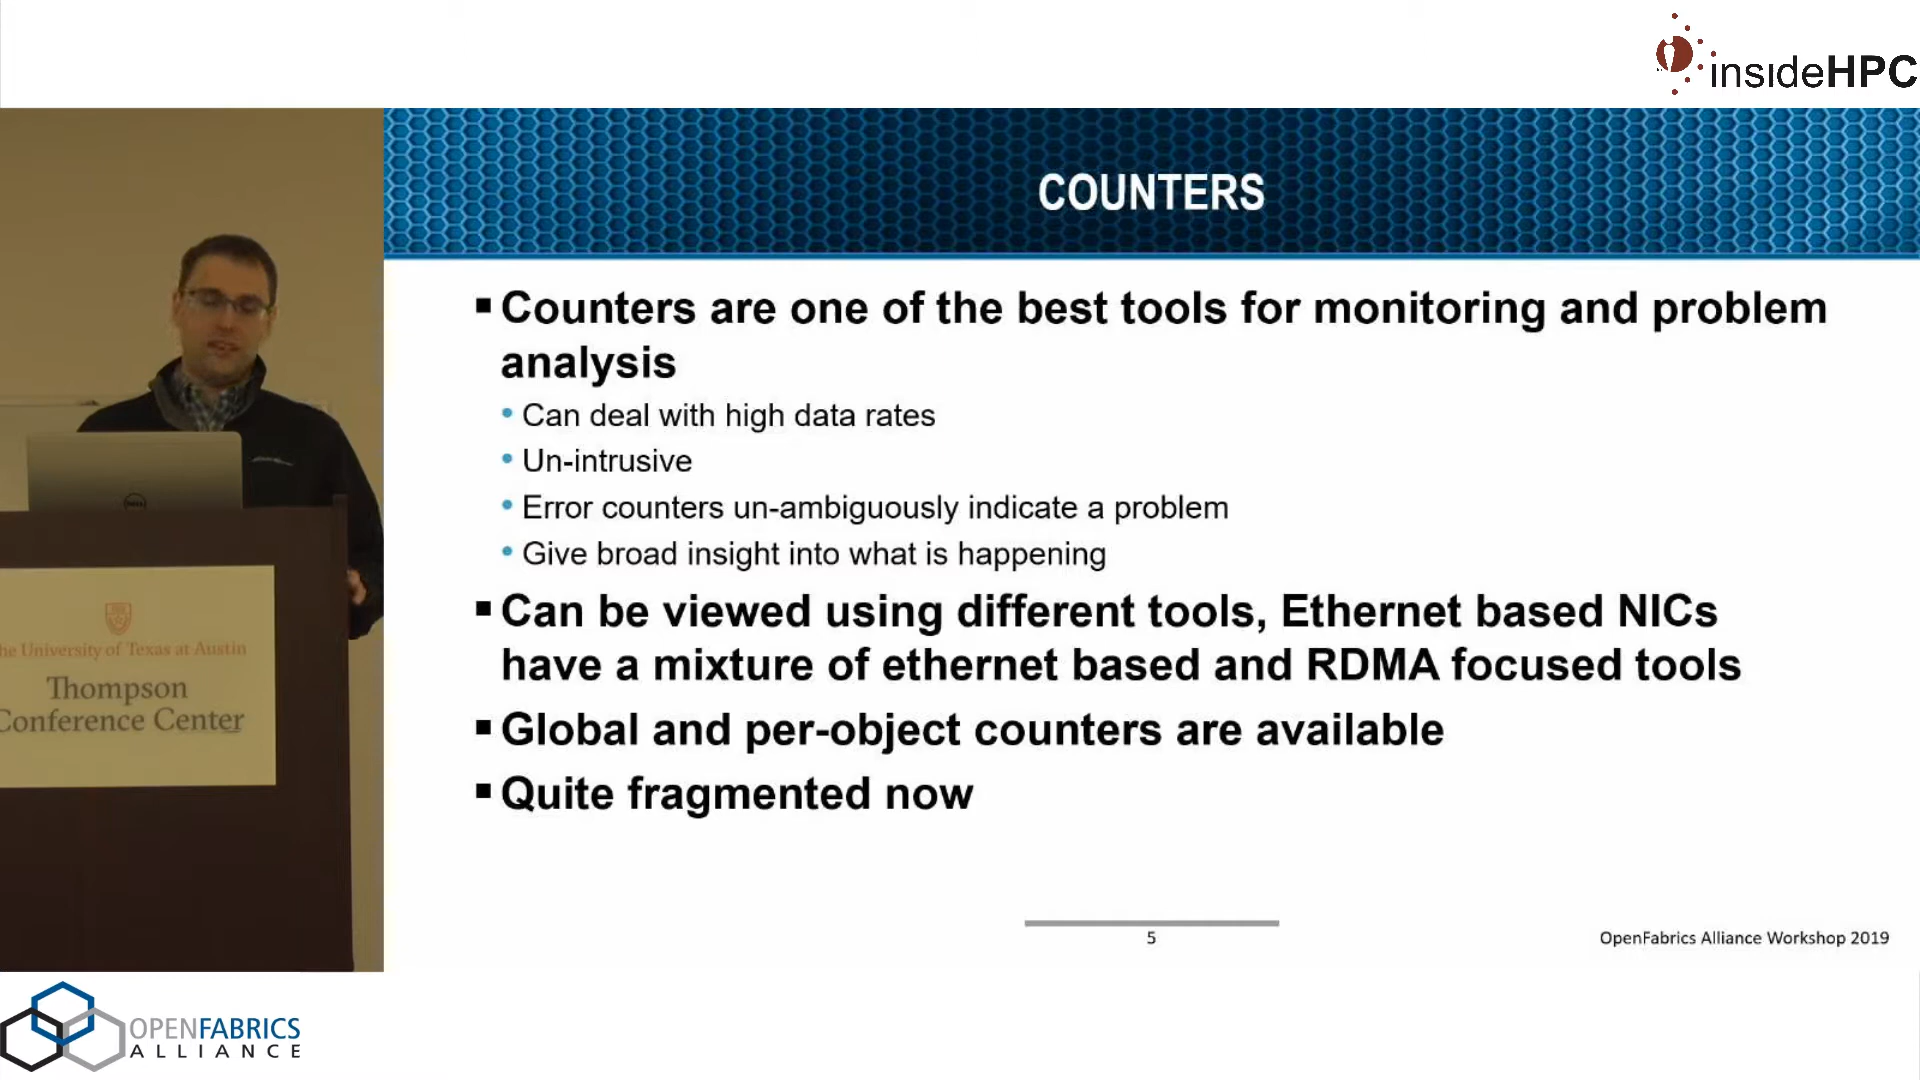 insideHPC
COUNTERS
▪ Counters are one of the best tools for monitoring and problem
analysis
• Can deal with high data rates
• Un-intrusive
• Error counters un-ambiguously indicate a problem
• Give broad insight into what is happening
▪ Can be viewed using different tools, Ethernet based NICs
have a mixture of ethernet based and RDMA focused tools
▪ Global and per-object counters are available
▪ Quite fragmented now
5
OpenFabrics Alliance Workshop 2019
he University of Texas at Austin
Thompson
Conference Center
DELL
OPENFABRICS
ALLIANCE